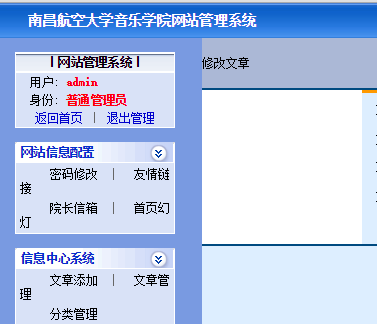 南昌航空大学音乐学院网站管理系统
| 网站管理系统 |
修改文章
用户: admin
身份: 普通管理员
返回首页 | 退出管理
网站信息配置
密码修改 | 友情链
接
院长信箱 | 首页幻
灯
信息中心系统
文章添加 | 文章管
理
分类管理